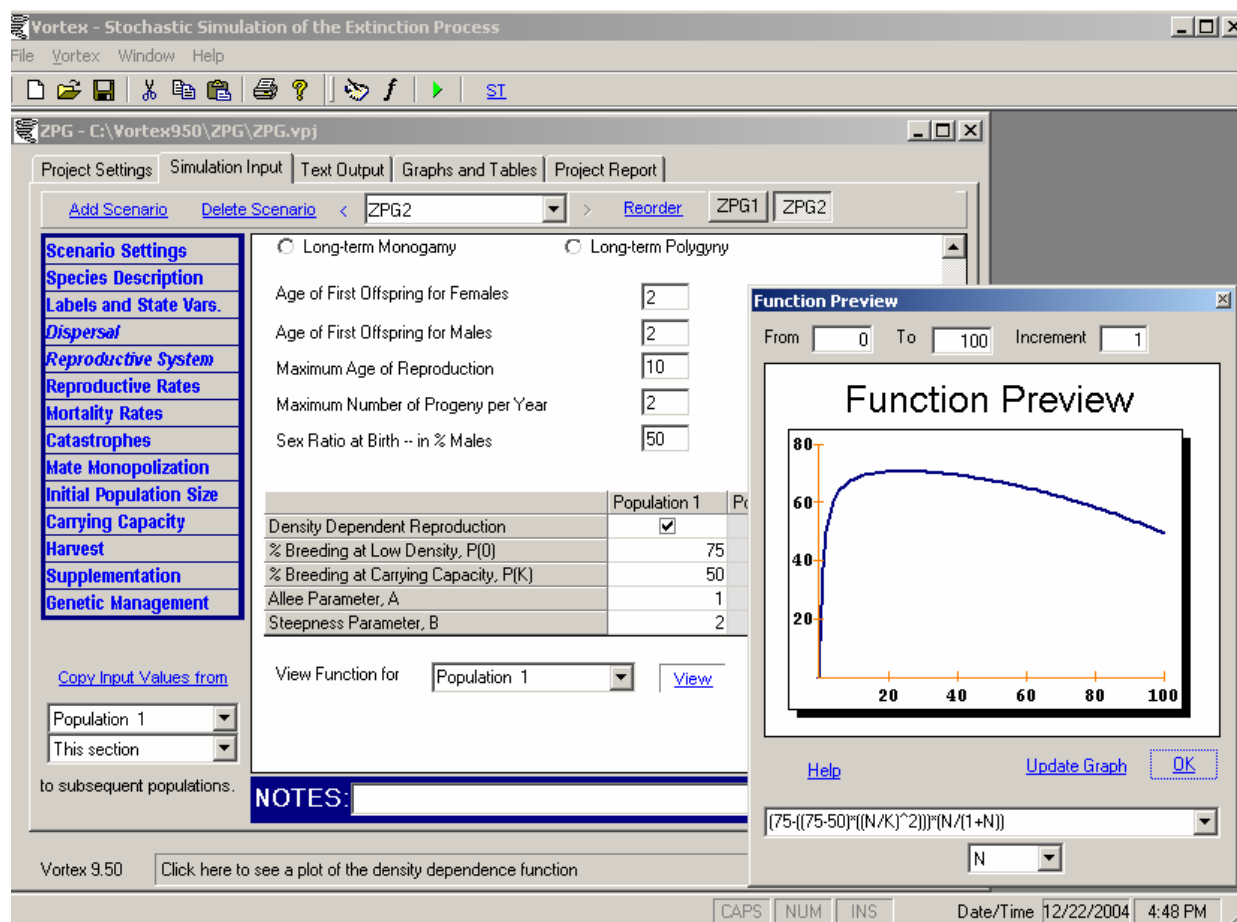 Vortex - Stochastic Simulation of the Extinction Process
File Vortex Window Help
ST
ZPG - C:\Vortex950\ZPG\ZPG.vpj
Project Settings Simulation Input Text Output Graphs and Tables Project Report
Add Scenario Delete Scenario < ZPG2 > Reorder ZPG1 ZPG2
Scenario Settings
Species Description
Labels and State Vars.
Dispersal
Reproductive System
Reproductive Rates
Mortality Rates
Catastrophes
Mate Monopolization
Initial Population Size
Carrying Capacity
Harvest
Supplementation
Genetic Management
Copy Input Values from
Population 1
This section
to subsequent populations.
Long-term Monogamy Long-term Polygyny
Age of First Offspring for Females 2
Age of First Offspring for Males 2
Maximum Age of Reproduction 10
Maximum Number of Progeny per Year 2
Sex Ratio at Birth -- in % Males 50
Population 1
Density Dependent Reproduction
% Breeding at Low Density, P(0) 75
% Breeding at Carrying Capacity, P(K) 50
Allee Parameter, A 1
Steepness Parameter, B 2
View Function for Population 1 View
NOTES:
Function Preview
From 0 To 100 Increment 1
Function Preview
80
60
40
20
20 40 60 80 100
Help Update Graph OK
(75-((75-50)*((N/K)^2)))*(N/(1+N))
N
Vortex 9.50 Click here to see a plot of the density dependence function
CAPS NUM INS Date/Time 12/22/2004 4:48 PM